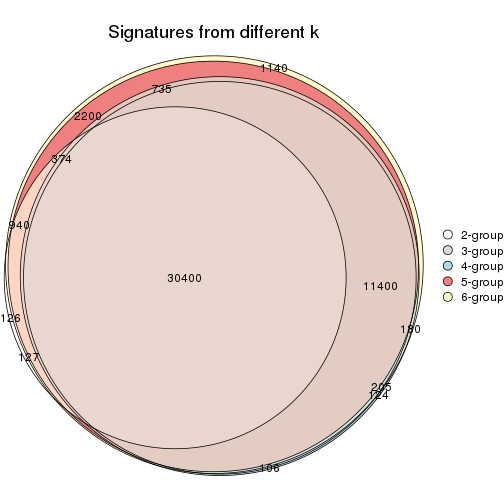 Signatures from different k
1140
735
2200
374
940
30400
11400
126
180
127
205
124
106
2-group
3-group
4-group
5-group
6-group